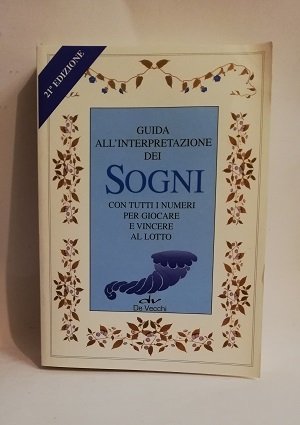 21ª EDIZIONE
GUIDA
ALL'INTERPRETAZIONE
DEI
SOGNI
CON TUTTI I NUMERI
PER GIOCARE
E VINCERE
AL LOTTO
dv
De Vecchi